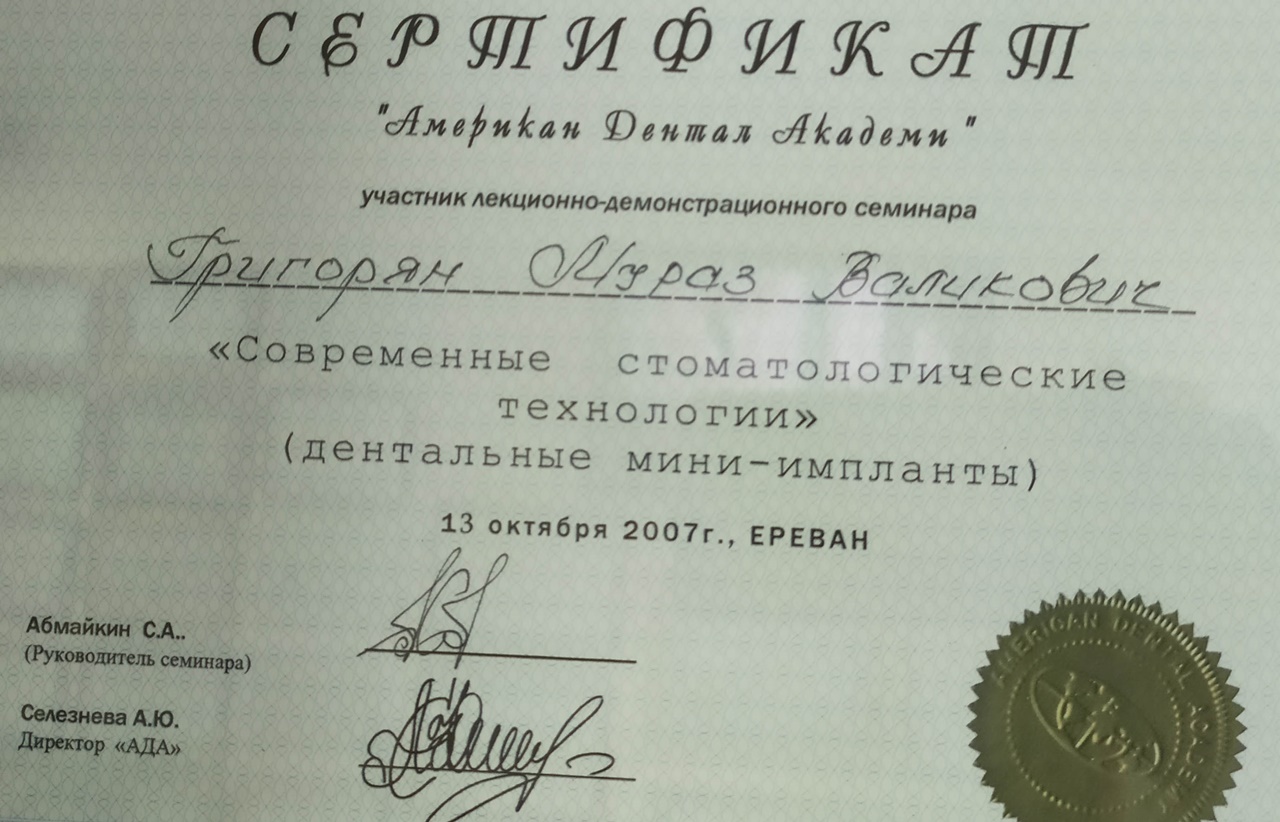 СЕРТИФИКАТ
"Американ Дентал Академи"
участник лекционно-демонстрационного семинара
Григорян Мураз Валикович
«Современные стоматологические
технологии»
(дентальные мини-импланты)
13 октября 2007г., ЕРЕВАН
Абмайкин С.А..
(Руководитель семинара)
Селезнева А.Ю.
Директор «АДА»
AMERICAN DENTAL ACADEMY